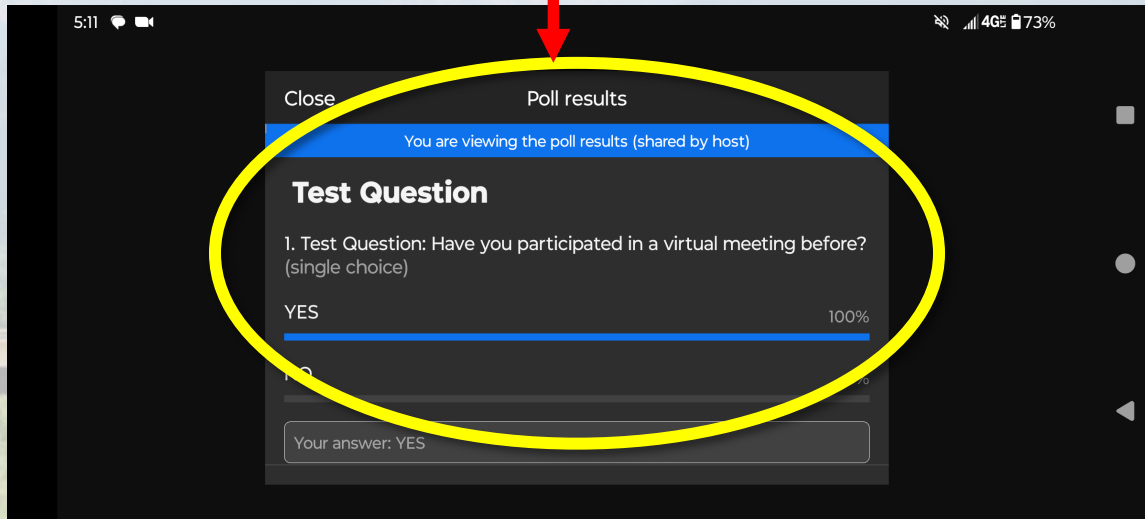 5:11 4G 73%
Close Poll results
You are viewing the poll results (shared by host)
Test Question
1. Test Question: Have you participated in a virtual meeting before?
(single choice)
YES 100%
Your answer: YES